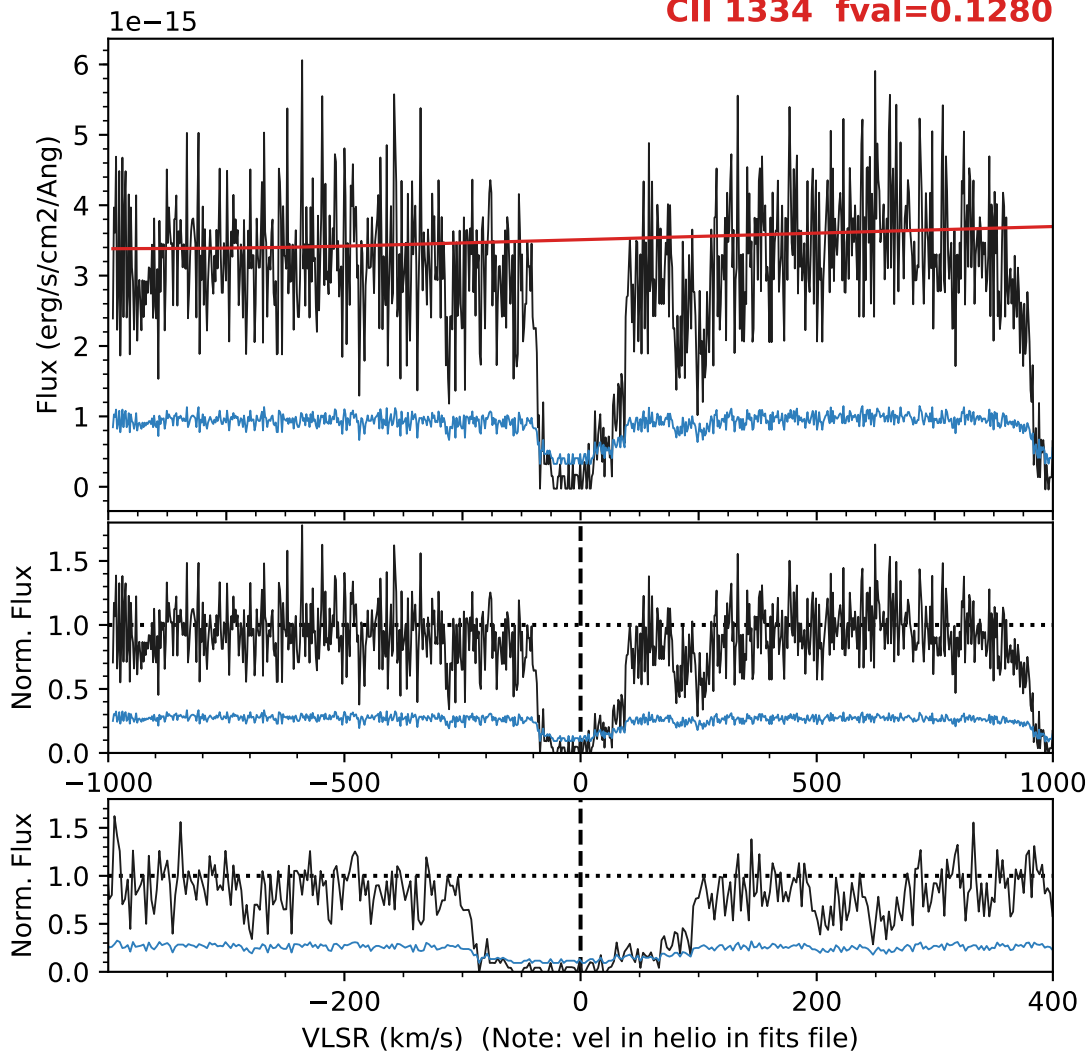 CII 1334 fval=0.1280
1e−15
6
5
4
3
2
1
0
Flux (erg/s/cm2/Ang)
1.5
1.0
0.5
0.0
Norm. Flux
−1000 −500 0 500 1000
1.5
1.0
0.5
0.0
Norm. Flux
−200 0 200 400
VLSR (km/s) (Note: vel in helio in fits file)